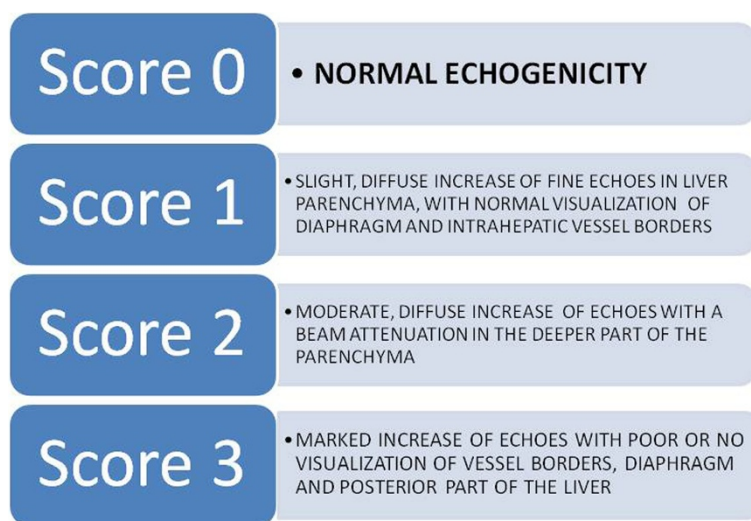 Score 0
• NORMAL ECHOGENICITY
Score 1
• SLIGHT, DIFFUSE INCREASE OF FINE ECHOES IN LIVER
PARENCHYMA, WITH NORMAL VISUALIZATION OF
DIAPHRAGM AND INTRAHEPATIC VESSEL BORDERS
Score 2
• MODERATE, DIFFUSE INCREASE OF ECHOES WITH A
BEAM ATTENUATION IN THE DEEPER PART OF THE
PARENCHYMA
Score 3
• MARKED INCREASE OF ECHOES WITH POOR OR NO
VISUALIZATION OF VESSEL BORDERS, DIAPHRAGM
AND POSTERIOR PART OF THE LIVER